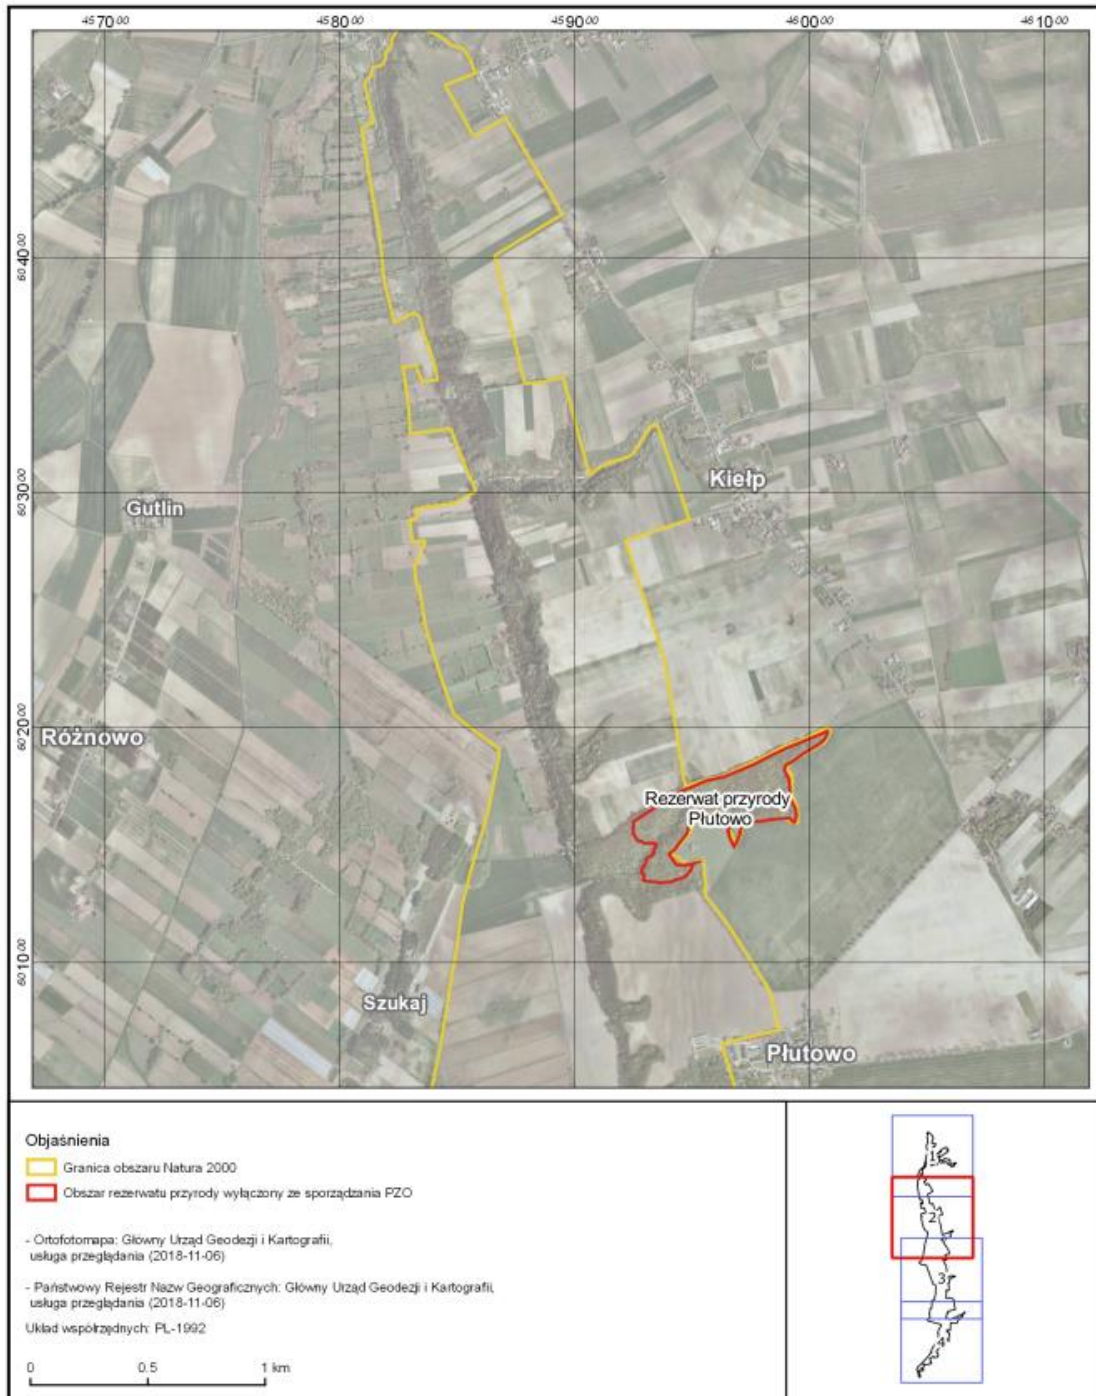 4570 00 4580 00 4590 00 4600 00 4610 00
6040 00
6030 00
6020 00
6010 00
Kiełp
Gutlin
Różnowo
Rezerwat przyrody
Płutowo
Szukaj
Płutowo
Objaśnienia
Granica obszaru Natura 2000
Obszar rezerwatu przyrody wyłączony ze sporządzania PZO
- Ortofotomapa: Główny Urząd Geodezji i Kartografii,
usługa przeglądania (2018-11-06)
- Państwowy Rejestr Nazw Geograficznych: Główny Urząd Geodezji i Kartografii,
usługa przeglądania (2018-11-06)
Układ współrzędnych: PL-1992
0 0.5 1 km
1
2
3
4